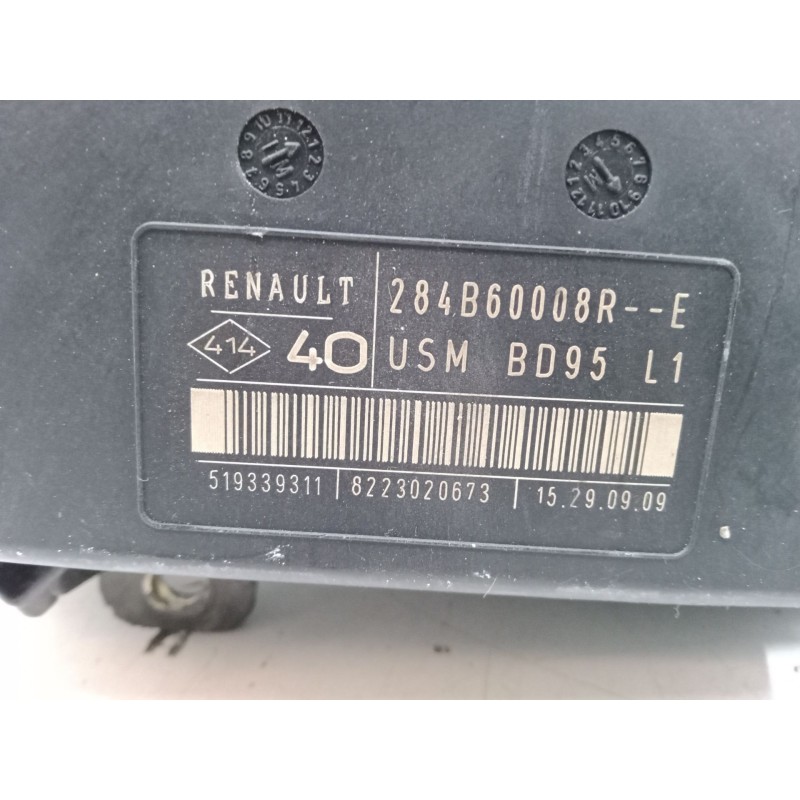 RENAULT 284B60008R--E
414 40 USM BD95 L1
519339311 8223020673 15.29.09.09